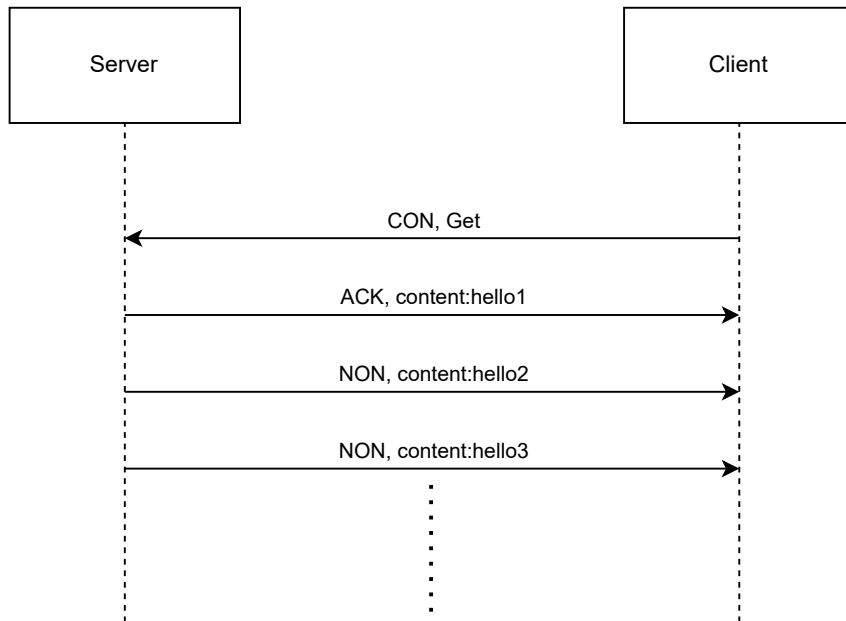 Server
Client
CON, Get
ACK, content:hello1
NON, content:hello2
NON, content:hello3